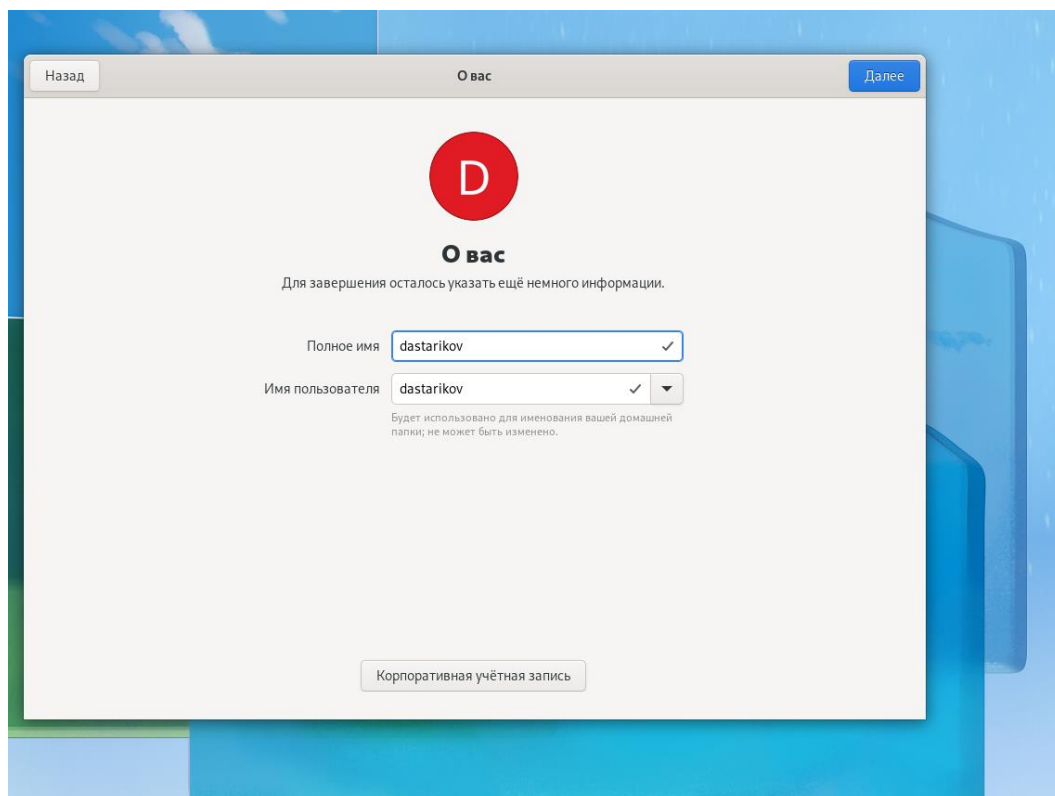 Назад
О вас
Далее
D
О вас
Для завершения осталось указать ещё немного информации.
Полное имя
dastarikov
Имя пользователя
dastarikov
Будет использовано для именования вашей домашней
папки; не может быть изменено.
Корпоративная учётная запись